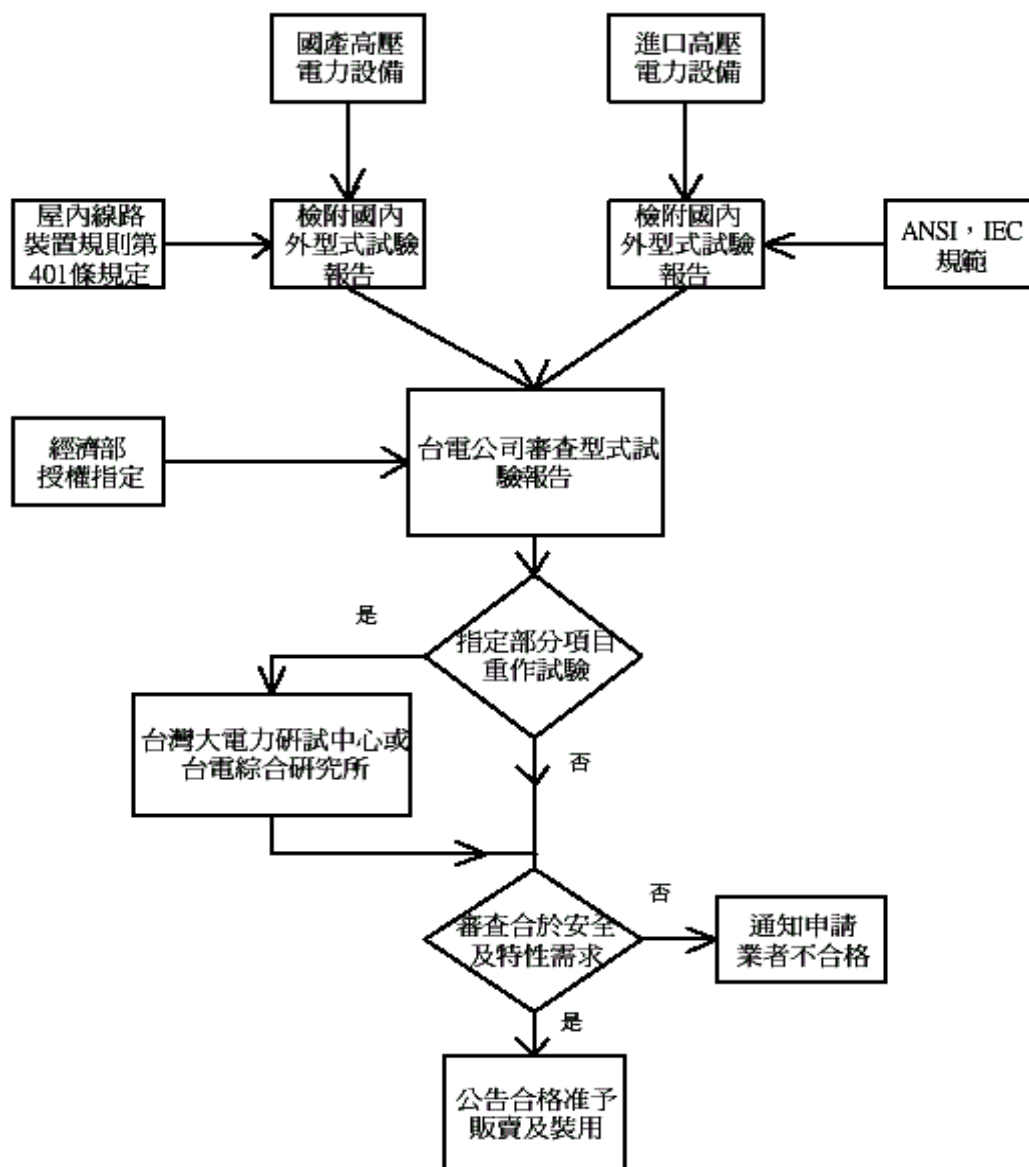 國產高壓
電力設備
進口高壓
電力設備
屋內線路
裝置規則第
401條規定
檢附國內
外型式試驗
報告
檢附國內
外型式試驗
報告
ANSI，IEC
規範
經濟部
授權指定
台電公司審查型式試
驗報告
是
指定部分項目
重作試驗
台灣大電力研試中心或
台電綜合研究所
否
審查合於安全
及特性需求
否
通知申請
業者不合格
是
公告合格准予
販賣及裝用